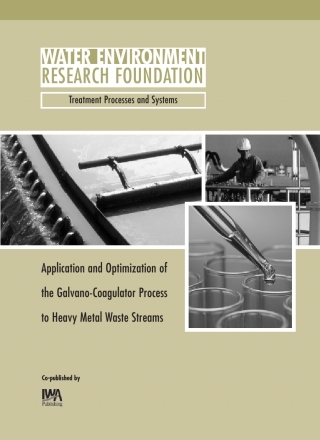 WATER ENVIRONMENT
RESEARCH FOUNDATION
Treatment Processes and Systems
Application and Optimization of
the Galvano-Coagulator Process
to Heavy Metal Waste Streams
Co-published by
IWA
Publishing